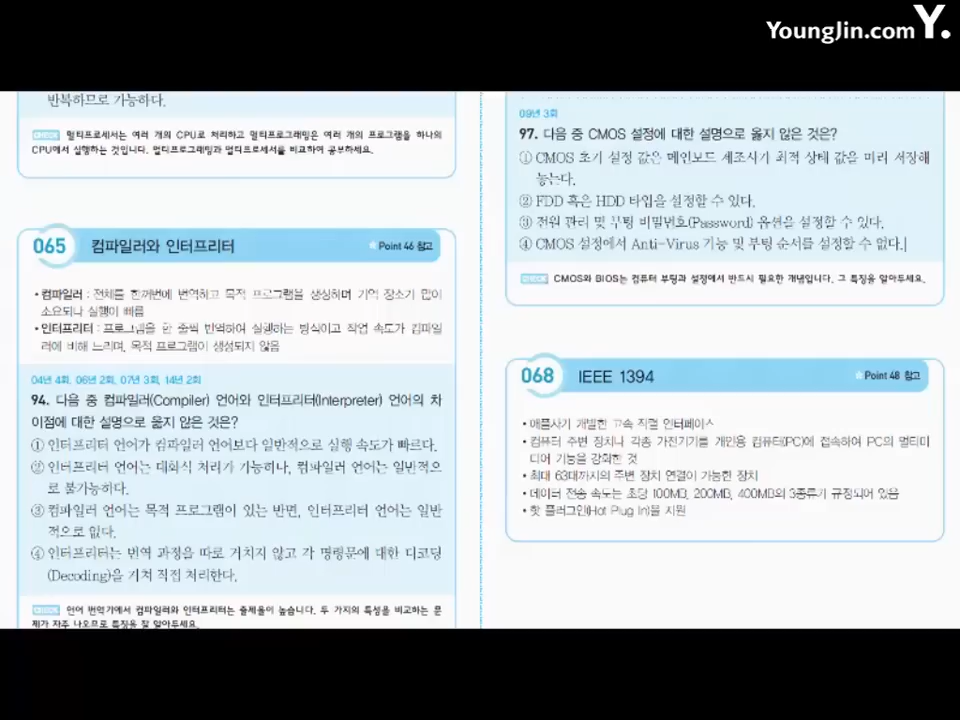 YoungJin.com Y.
반복하므로 가능하다.
CHECK 멀티프로세서는 여러 개의 CPU로 처리하고 멀티프로그래밍은 여러 개의 프로그램을 하나의
CPU에서 실행하는 것입니다. 멀티프로그래밍과 멀티프로세서를 비교하여 공부하세요.
065 컴파일러와 인터프리터 Point 46 참고
• 컴파일러 : 전체를 한꺼번에 번역하고 목적 프로그램을 생성하며 기억 장소가 많이
소요되나 실행이 빠름
• 인터프리터 : 프로그램을 한 줄씩 번역하여 실행하는 방식이고 작업 속도가 컴파일
러에 비해 느리며, 목적 프로그램이 생성되지 않음
04년 4회, 06년 2회, 07년 3회, 14년 2회
94. 다음 중 컴파일러(Compiler) 언어와 인터프리터(Interpreter) 언어의 차
이점에 대한 설명으로 옳지 않은 것은?
① 인터프리터 언어가 컴파일러 언어보다 일반적으로 실행 속도가 빠르다.
② 인터프리터 언어는 대화식 처리가 가능하나, 컴파일러 언어는 일반적으
로 불가능하다.
③ 컴파일러 언어는 목적 프로그램이 있는 반면, 인터프리터 언어는 일반
적으로 없다.
④ 인터프리터는 번역 과정을 따로 거치지 않고 각 명령문에 대한 디코딩
(Decoding)을 거쳐 직접 처리한다.
CHECK 언어 번역기에서 컴파일러와 인터프리터는 출제율이 높습니다. 두 가지의 특성을 비교하는 문
제가 자주 나오므로 특징을 잘 알아두세요.
09년 3회
97. 다음 중 CMOS 설정에 대한 설명으로 옳지 않은 것은?
① CMOS 초기 설정 값은 메인보드 제조사가 최적 상태 값을 미리 저장해
놓는다.
② FDD 혹은 HDD 타입을 설정할 수 있다.
③ 전원 관리 및 부팅 비밀번호(Password) 옵션을 설정할 수 있다.
④ CMOS 설정에서 Anti-Virus 기능 및 부팅 순서를 설정할 수 없다.
CHECK CMOS와 BIOS는 컴퓨터 부팅과 설정에서 반드시 필요한 개념입니다. 그 특징을 알아두세요.
068 IEEE 1394 Point 48 참고
• 애플사가 개발한 고속 직렬 인터페이스
• 컴퓨터 주변 장치나 각종 가전기기를 개인용 컴퓨터(PC)에 접속하여 PC의 멀티미
디어 기능을 강화한 것
• 최대 63대까지의 주변 장치 연결이 가능한 장치
• 데이터 전송 속도는 초당 100MB, 200MB, 400MB의 3종류가 규정되어 있음
• 핫 플러그인(Hot Plug In)을 지원